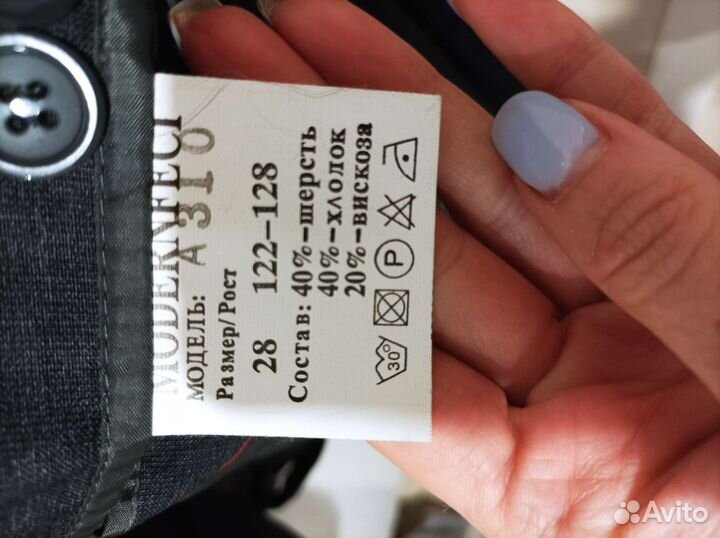 MODERNFECI
МОДЕЛЬ: А 310
Размер/Рост
28 122–128
Состав: 40%–шерсть
40%–хлопок
20%–вискоза
30°
P
Avito